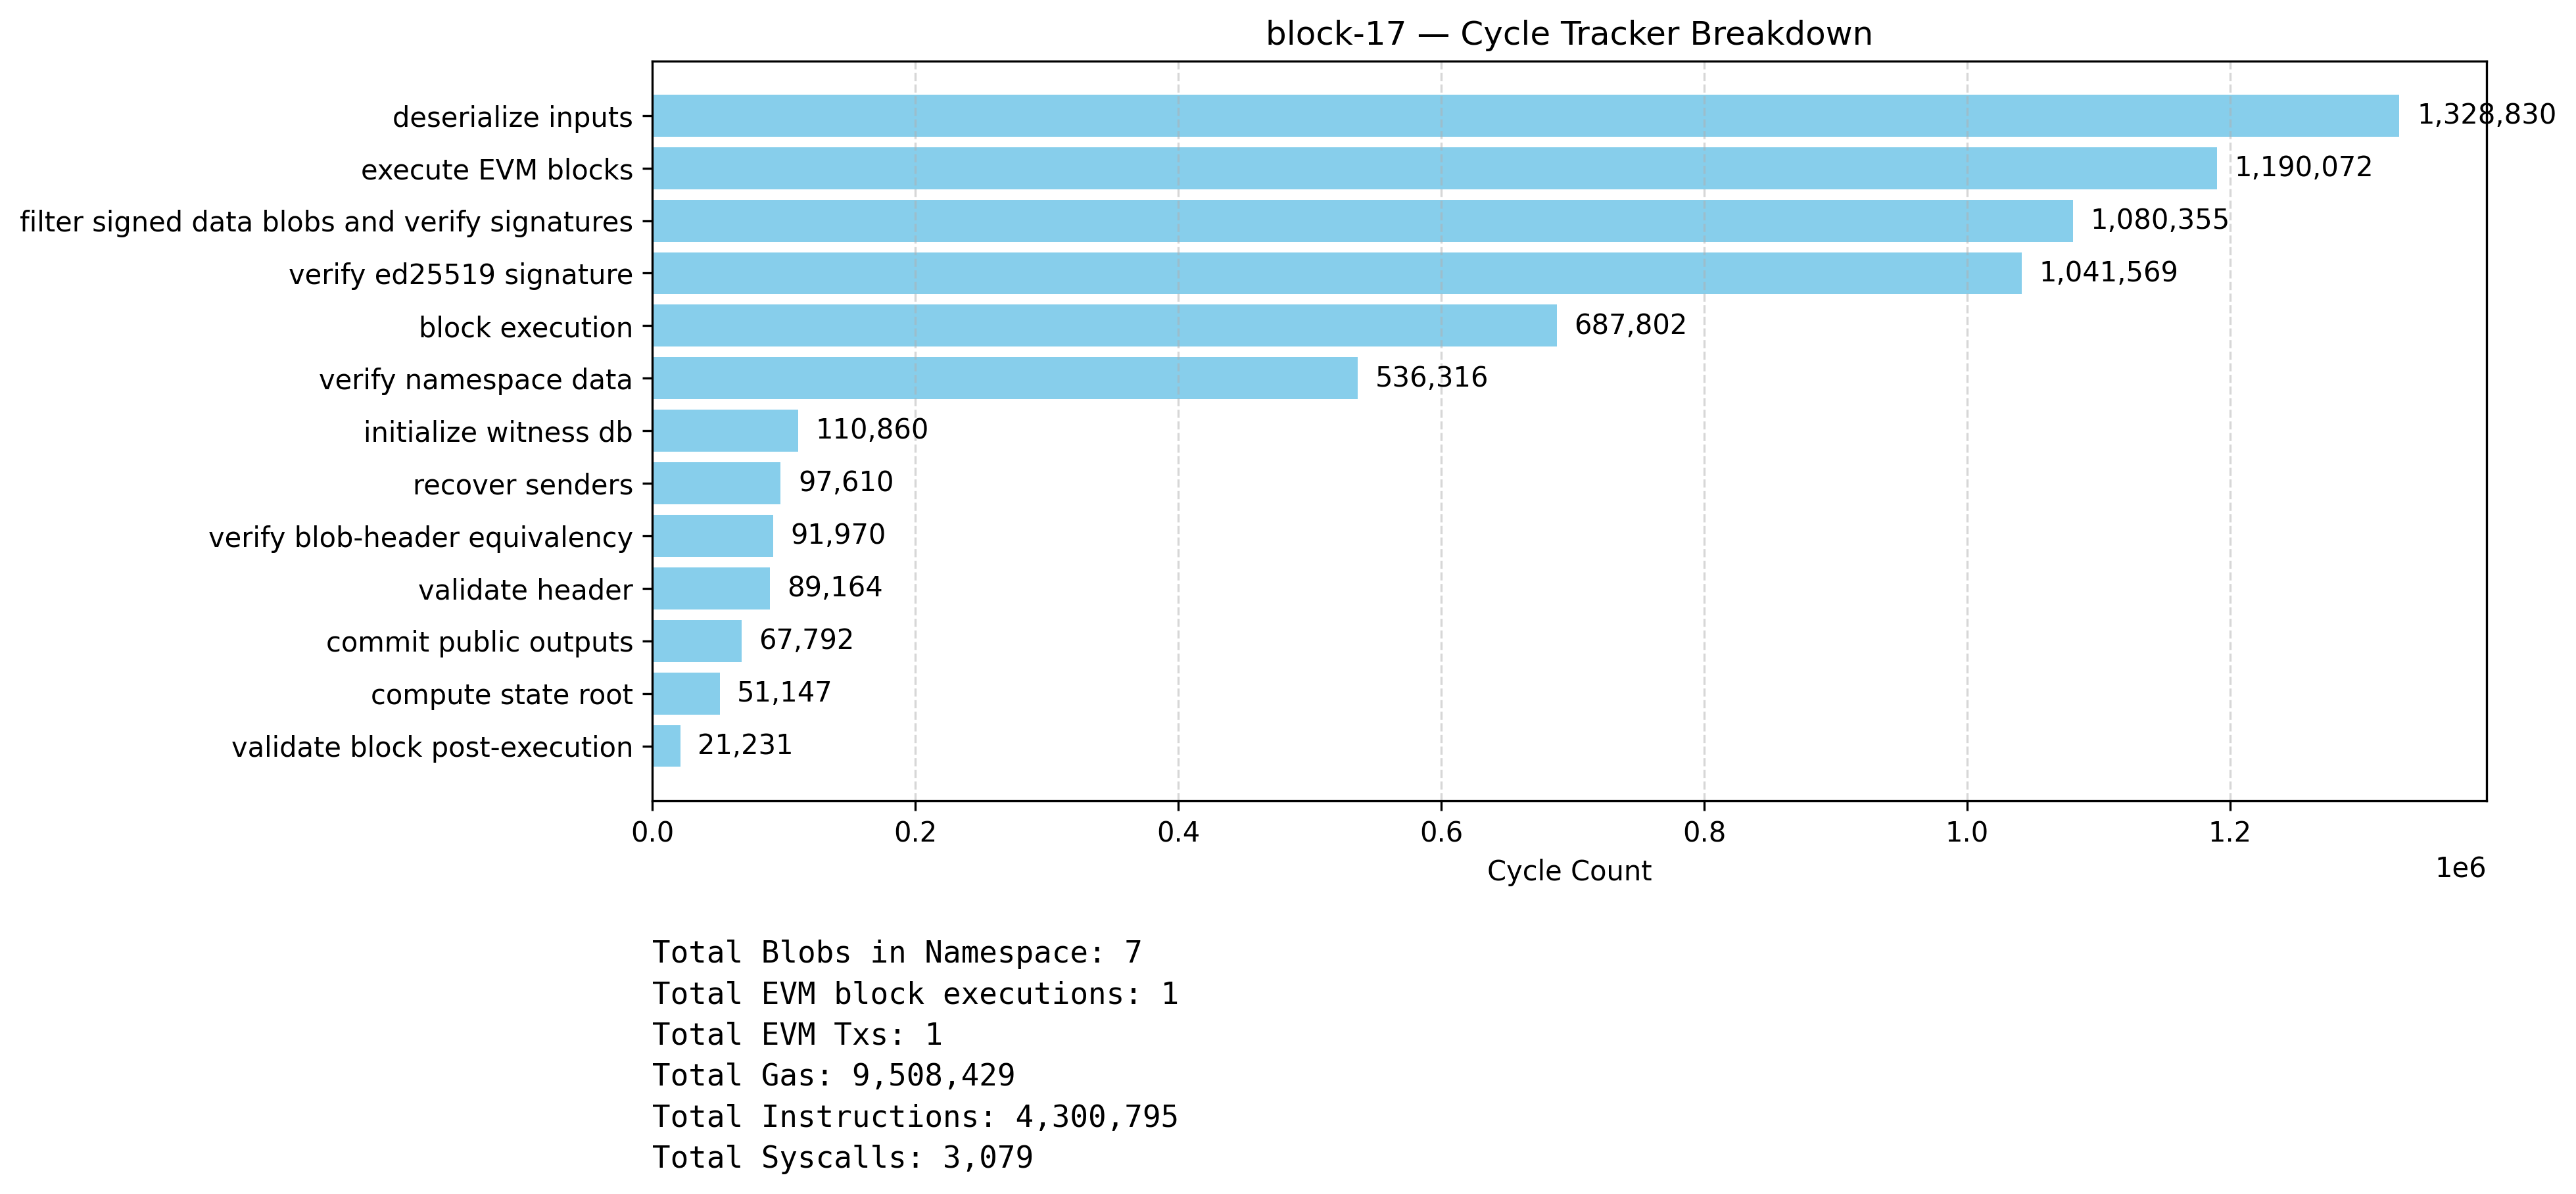 block-17 — Cycle Tracker Breakdown
deserialize inputs 1,328,830
execute EVM blocks 1,190,072
filter signed data blobs and verify signatures 1,080,355
verify ed25519 signature 1,041,569
block execution 687,802
verify namespace data 536,316
initialize witness db 110,860
recover senders 97,610
verify blob-header equivalency 91,970
validate header 89,164
commit public outputs 67,792
compute state root 51,147
validate block post-execution 21,231
0.0 0.2 0.4 0.6 0.8 1.0 1.2
Cycle Count 1e6
Total Blobs in Namespace: 7
Total EVM block executions: 1
Total EVM Txs: 1
Total Gas: 9,508,429
Total Instructions: 4,300,795
Total Syscalls: 3,079